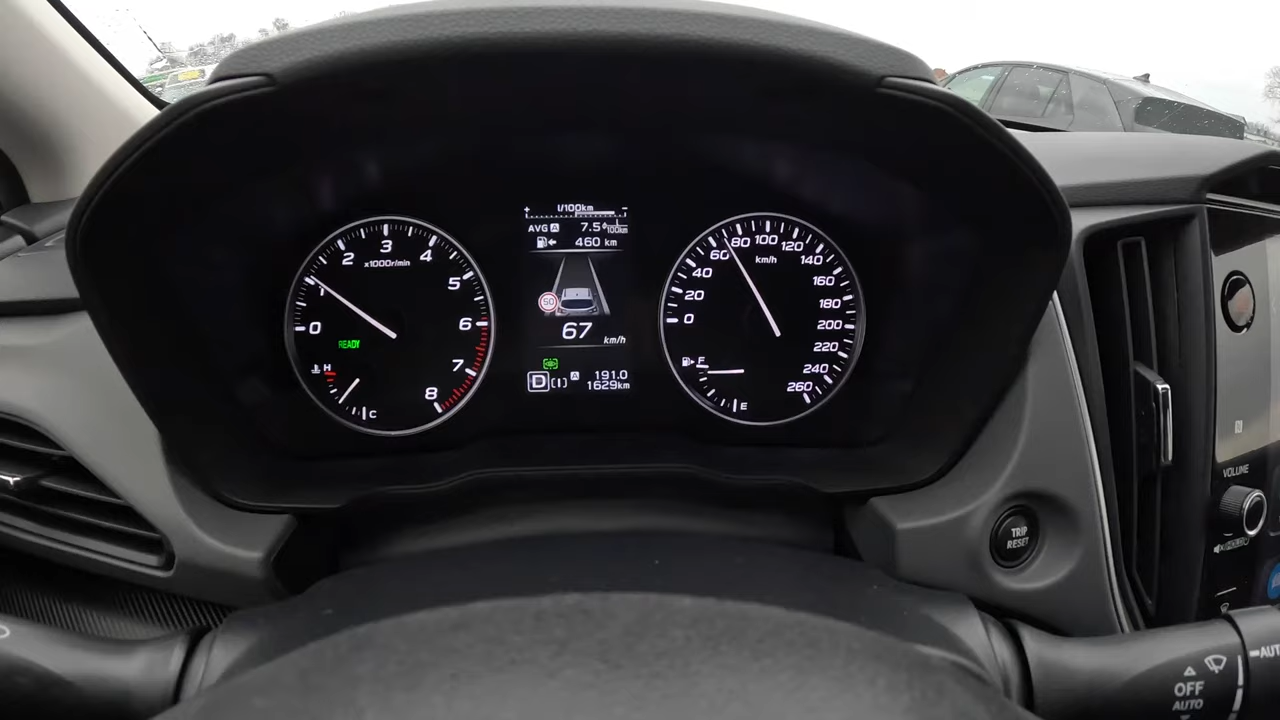 0
1
2
3
4
5
6
7
8
x1000r/min
READY
H
C
l/100km
+ -
AVG A 7.5 100km
460 km
60
67 km/h
D [I] A 191.0
1629km
0
20
40
60
80
100
120
140
160
180
200
220
240
260
km/h
F
E
TRIP
RESET
VOLUME
OFF
AUTO
AUT